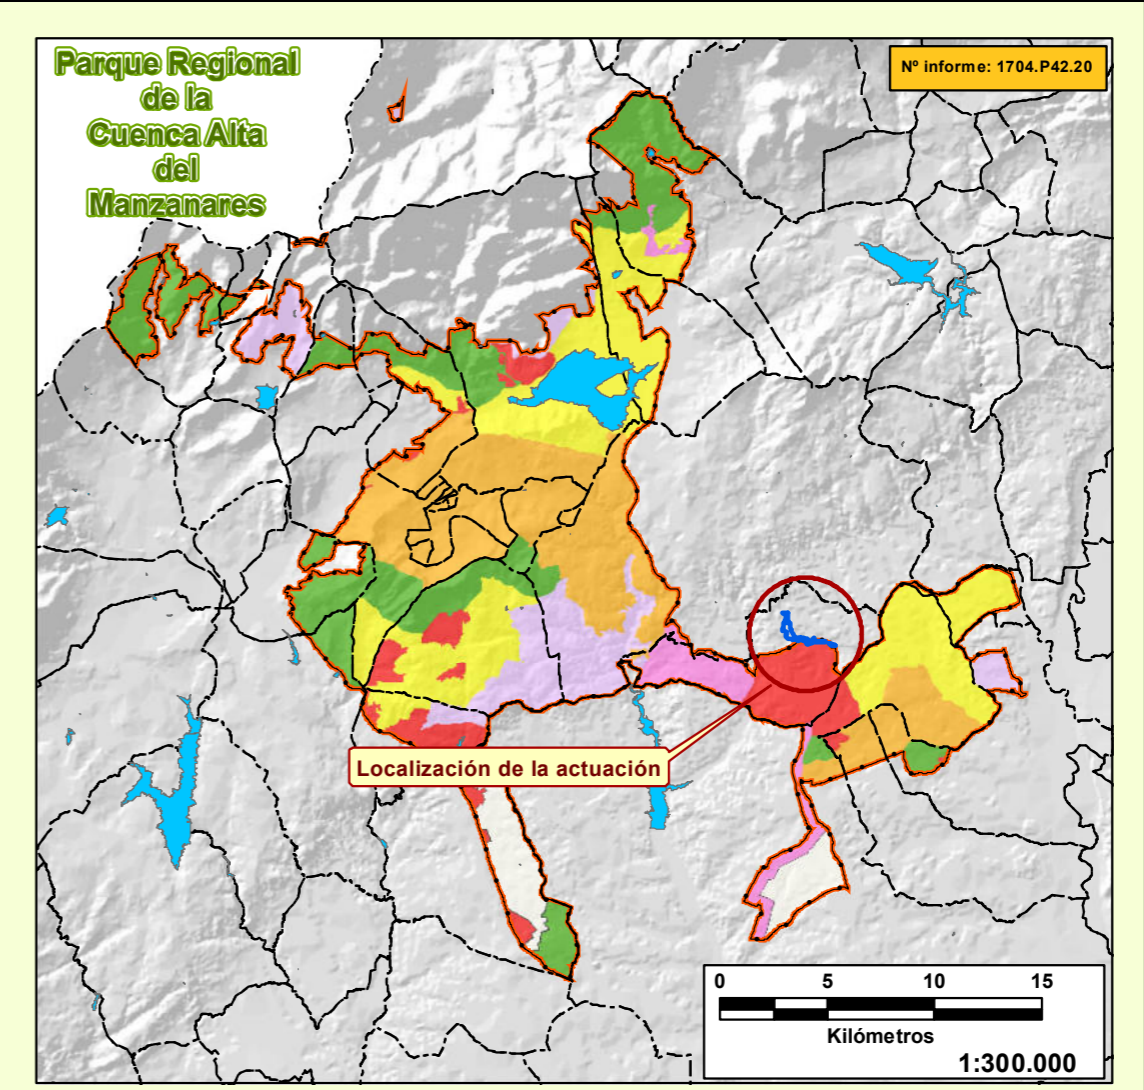 Parque Regional
de la
Cuenca Alta
del
Manzanares
Nº informe: 1704.P42.20
Localización de la actuación
0 5 10 15
Kilómetros
1:300.000